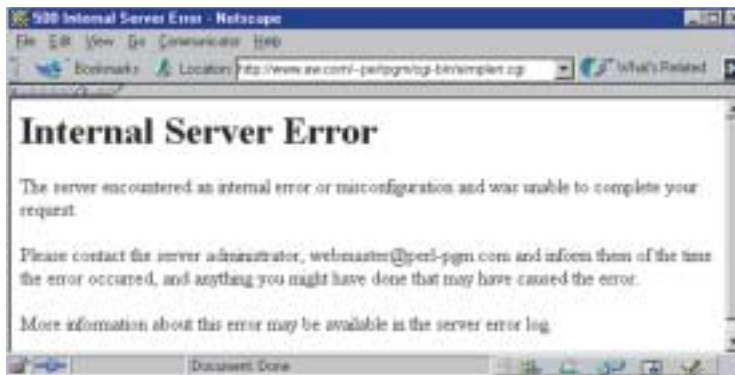 500 Internal Server Error - Netscape
File Edit View Go Communicator Help
Bookmarks Location: http://www.aw.com/~perlpgm/cgi-bin/simplerr.cgi What's Related
Internal Server Error
The server encountered an internal error or misconfiguration and was unable to complete your
request.
Please contact the server administrator, webmaster@perl-pgm.com and inform them of the time
the error occurred, and anything you might have done that may have caused the error.
More information about this error may be available in the server error log.
Document: Done